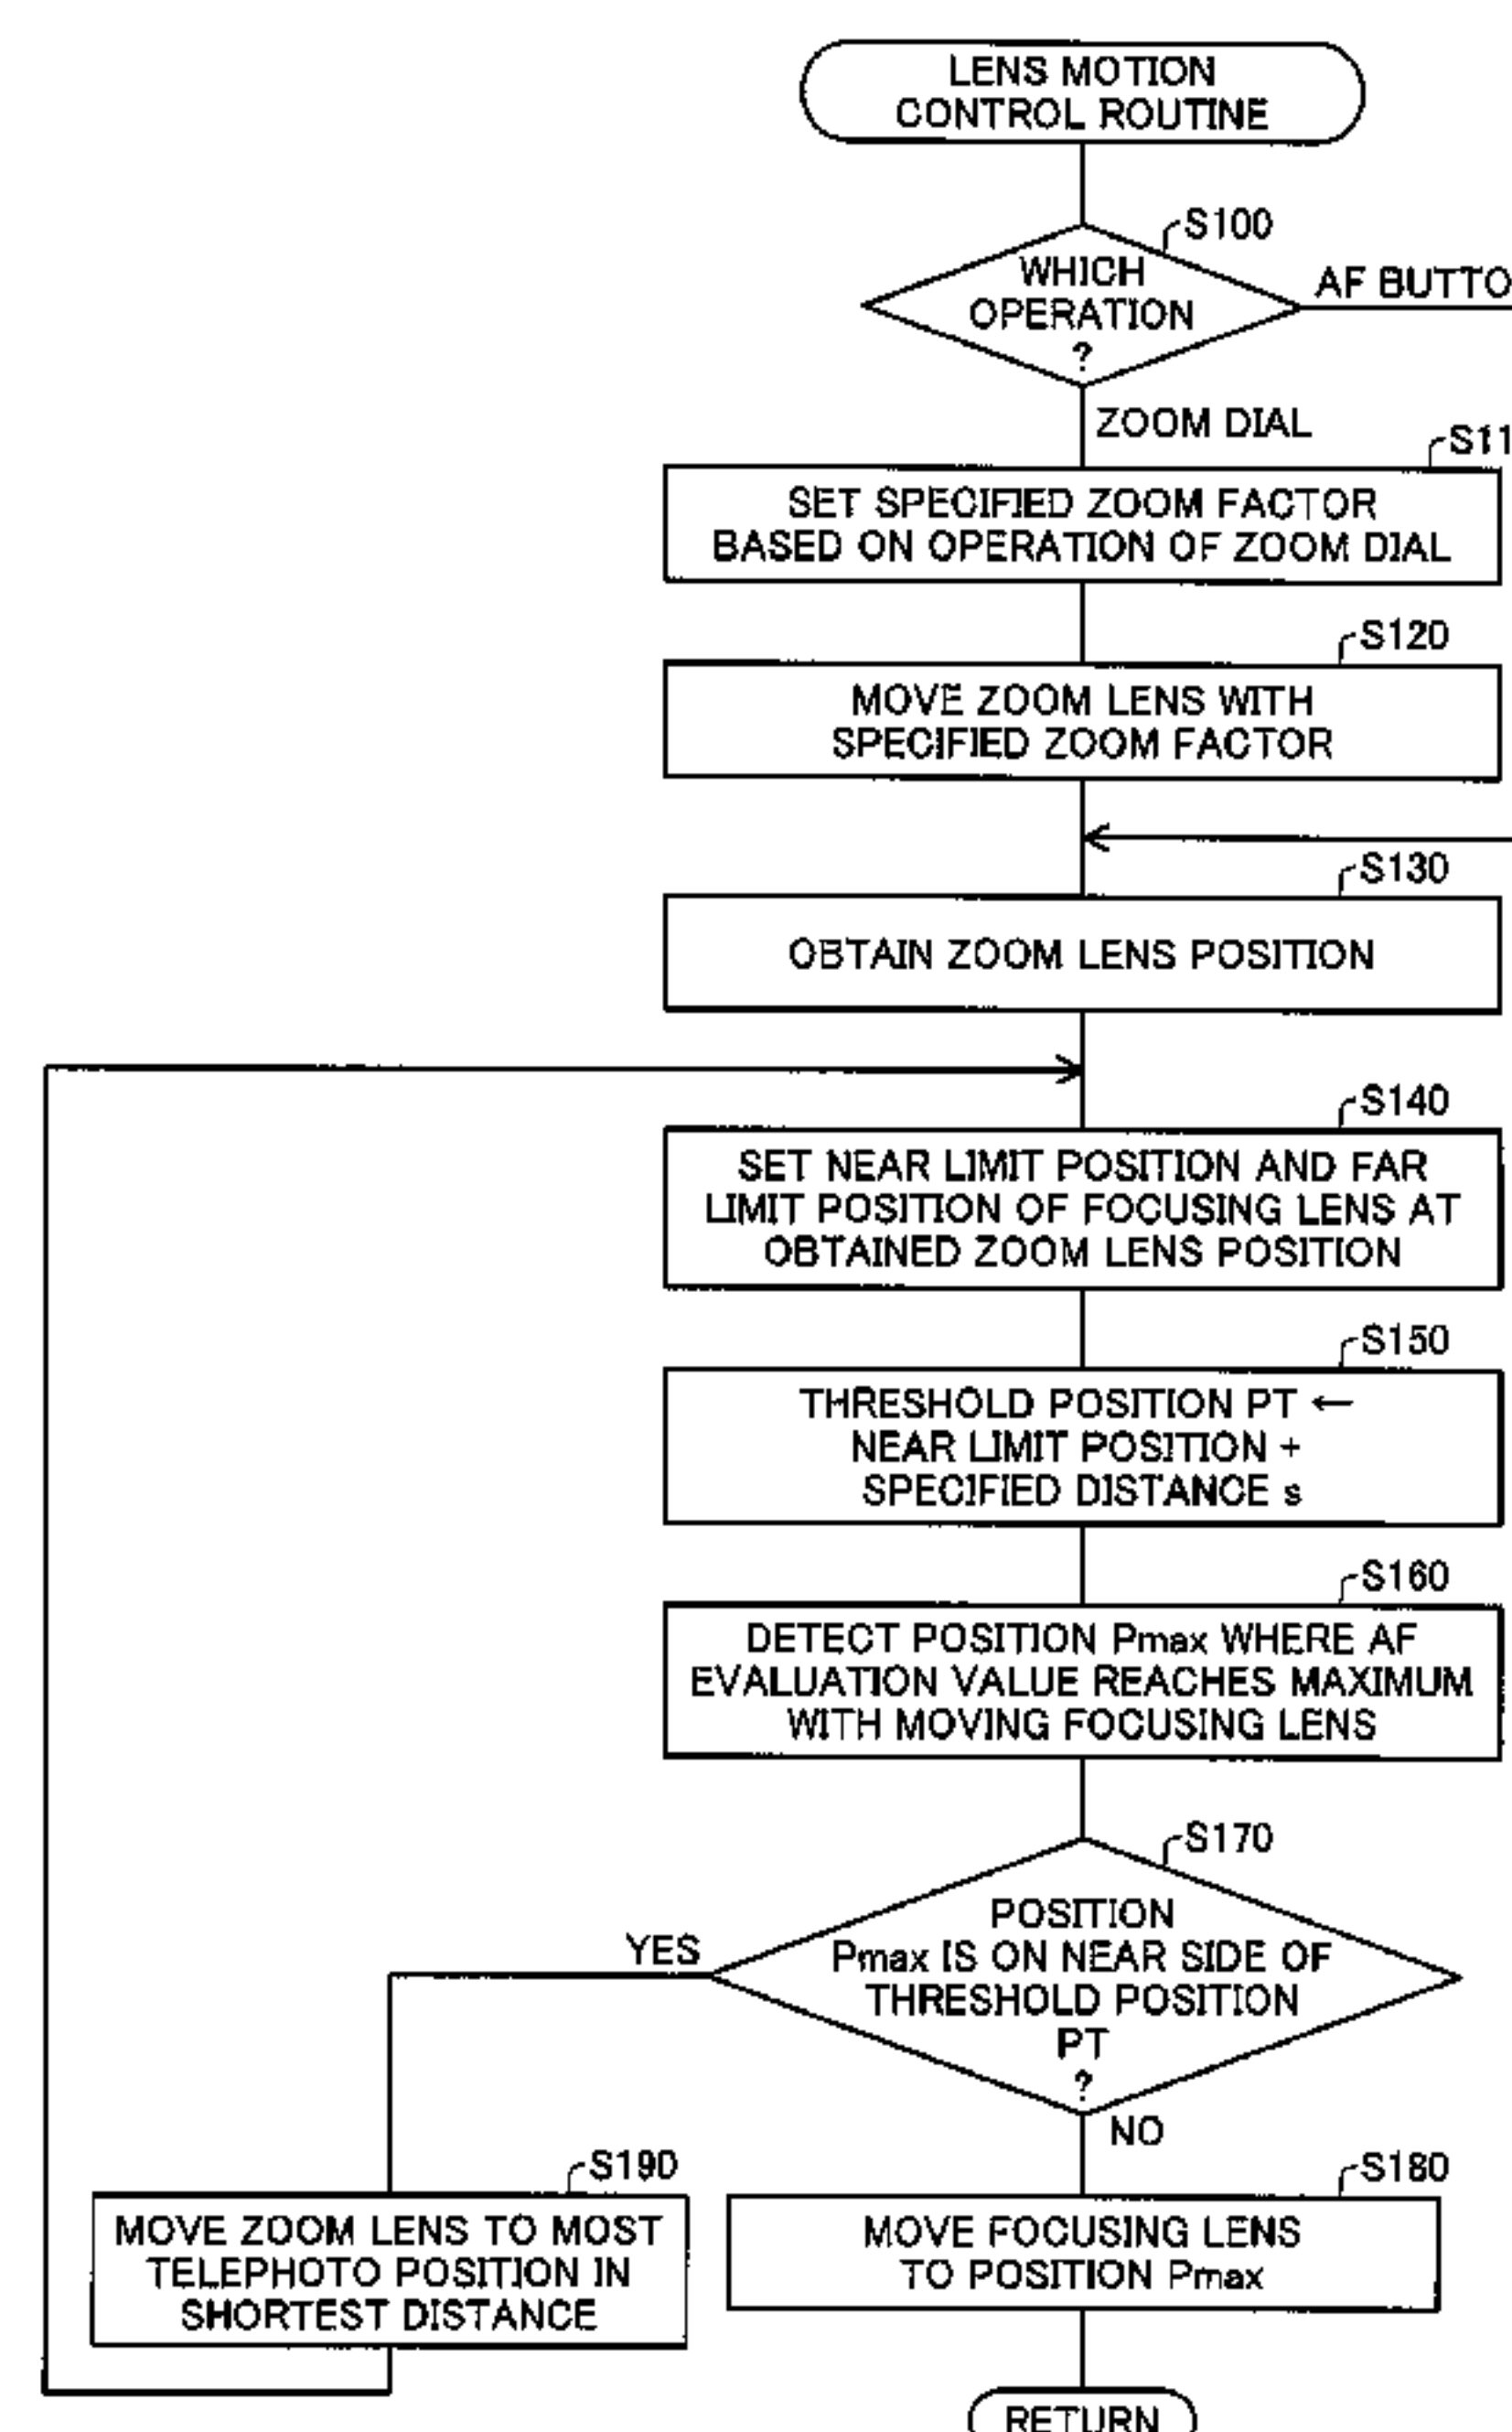 LENS MOTION
CONTROL ROUTINE
S100
WHICH
OPERATION
?
AF BUTTO
ZOOM DIAL
S11
SET SPECIFIED ZOOM FACTOR
BASED ON OPERATION OF ZOOM DIAL
S120
MOVE ZOOM LENS WITH
SPECIFIED ZOOM FACTOR
S130
OBTAIN ZOOM LENS POSITION
S140
SET NEAR LIMIT POSITION AND FAR
LIMIT POSITION OF FOCUSING LENS AT
OBTAINED ZOOM LENS POSITION
S150
THRESHOLD POSITION PT ←
NEAR LIMIT POSITION +
SPECIFIED DISTANCE s
S160
DETECT POSITION Pmax WHERE AF
EVALUATION VALUE REACHES MAXIMUM
WITH MOVING FOCUSING LENS
S170
POSITION
Pmax IS ON NEAR SIDE OF
THRESHOLD POSITION
PT
?
YES
NO
S190
MOVE ZOOM LENS TO MOST
TELEPHOTO POSITION IN
SHORTEST DISTANCE
S180
MOVE FOCUSING LENS
TO POSITION Pmax
RETURN